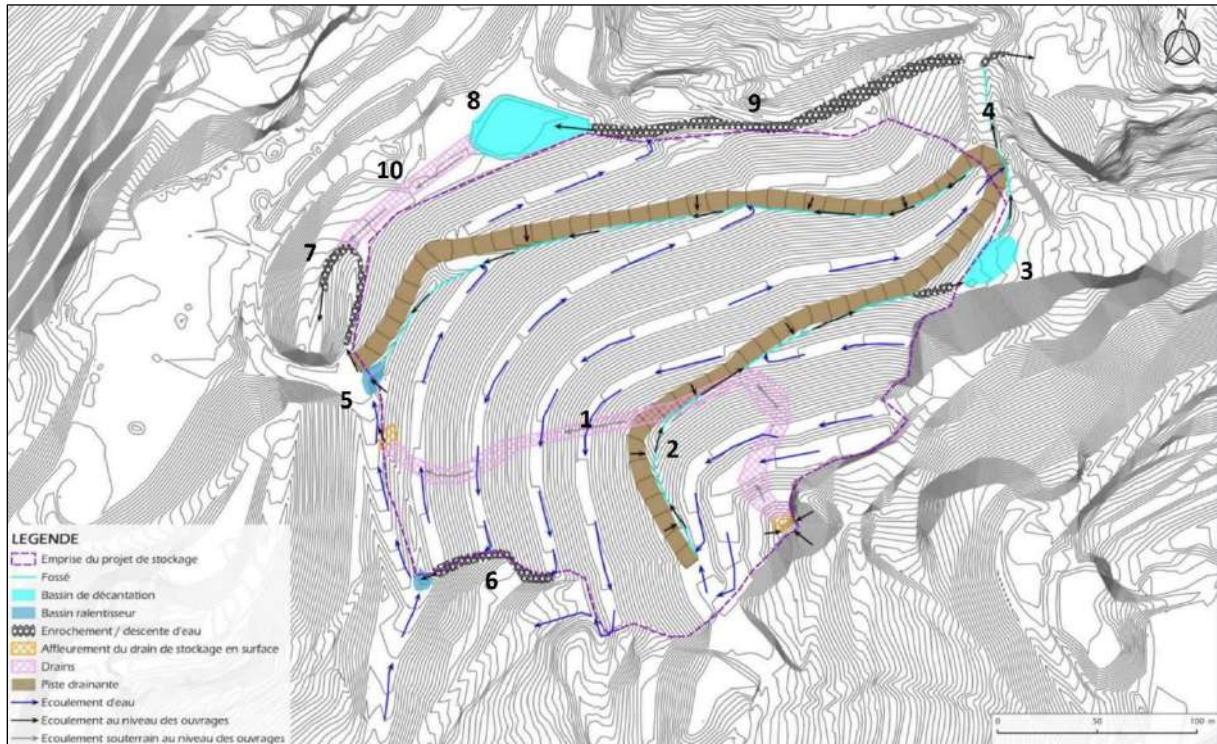 N
8
9
4
10
7
3
1
5
2
6
LEGENDE
Emprise du projet de stockage
Fossé
Bassin de décantation
Bassin ralentisseur
Enrochement / descente d'eau
Affleurement du drain de stockage en surface
Drains
Piste drainante
Ecoulement d'eau
Ecoulement au niveau des ouvrages
Ecoulement souterrain au niveau des ouvrages
0 50 100 m